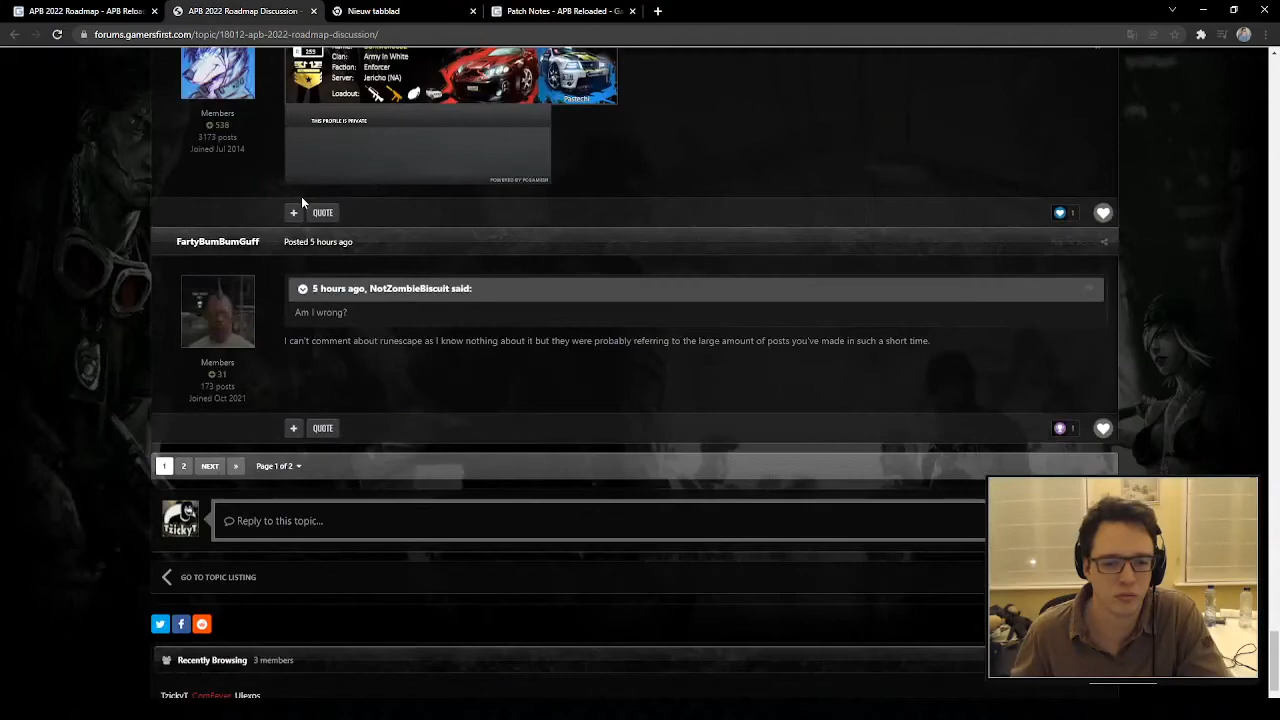 APB 2022 Roadmap - APB Reloa
APB 2022 Roadmap Discussion -
Nieuw tabblad
Patch Notes - APB Reloaded - Ga
forums.gamersfirst.com/topic/18012-apb-2022-roadmap-discussion/
255
Clan: Army In White
Faction: Enforcer
Server: Jericho (NA)
Loadout:
Pastechi
Members
538
3173 posts
Joined Jul 2014
THIS PROFILE IS PRIVATE
+ QUOTE
1
FartyBumBumGuff
Posted 5 hours ago
5 hours ago, NotZombieBiscuit said:
Am I wrong?
I can't comment about runescape as I know nothing about it but they were probably referring to the large amount of posts you've made in such a short time.
Members
31
173 posts
Joined Oct 2021
+ QUOTE
1
1 2 NEXT » Page 1 of 2
TzickyT
Reply to this topic...
GO TO TOPIC LISTING
Recently Browsing 3 members
TzickyT